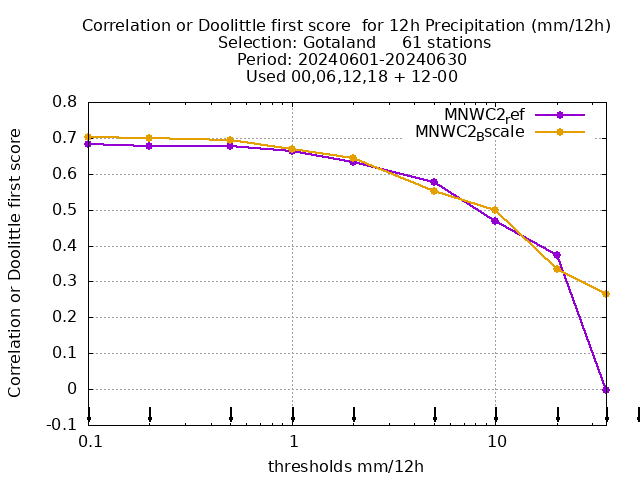 Correlation or Doolittle first score  for 12h Precipitation (mm/12h)
Selection: Gotaland     61 stations
Period: 20240601-20240630
Used 00,06,12,18 + 12-00
MNWC2ref
MNWC2Bscale
Correlation or Doolittle first score
0.8
0.7
0.6
0.5
0.4
0.3
0.2
0.1
0
-0.1
0.1 1 10
thresholds mm/12h